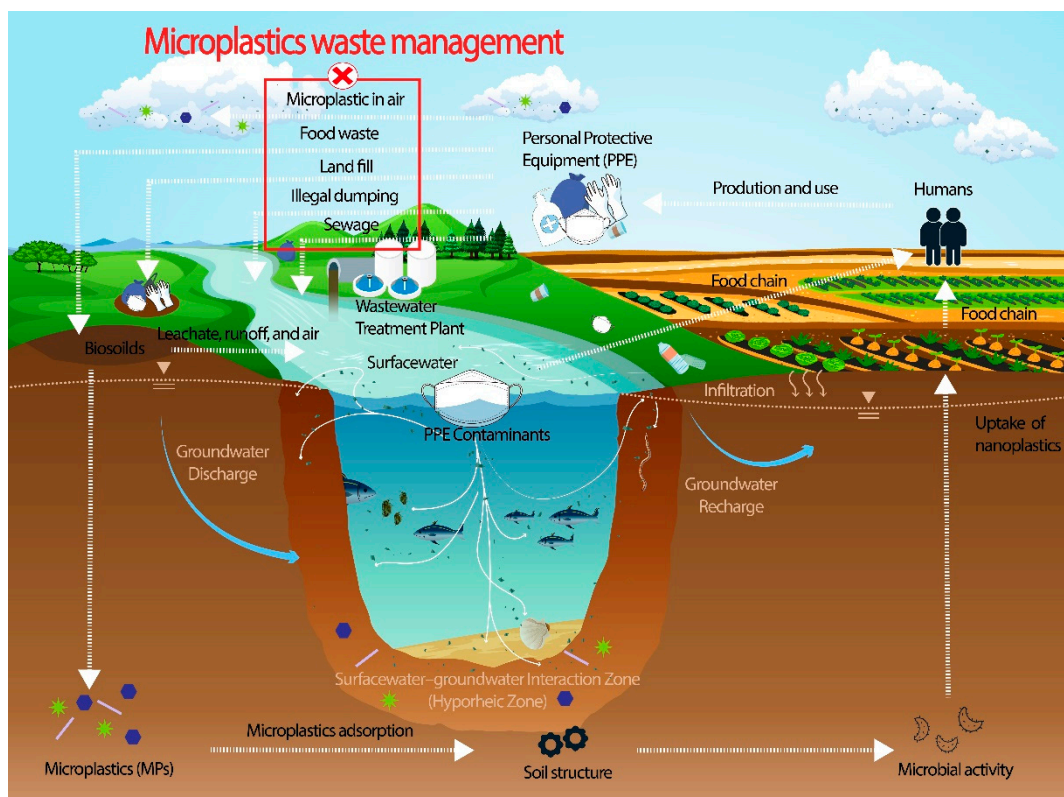 Microplastics waste management
Microplastic in air
Food waste
Land fill
Illegal dumping
Sewage
Personal Protective
Equipment (PPE)
Prodution and use
Humans
Wastewater
Treatment Plant
Food chain
Food chain
Leachate, runoff, and air
Biosoilds
Surfacewater
Infiltration
PPE Contaminants
Uptake of
nanoplastics
Groundwater
Discharge
Groundwater
Recharge
Surfacewater–groundwater Interaction Zone
(Hyporheic Zone)
Microplastics adsorption
Microplastics (MPs)
Soil structure
Microbial activity